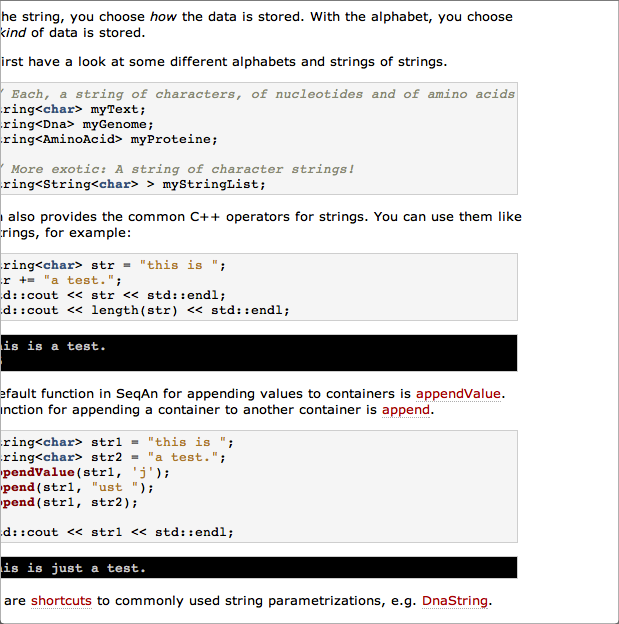 he string, you choose how the data is stored. With the alphabet, you choose
kind of data is stored.
irst have a look at some different alphabets and strings of strings.
/ Each, a string of characters, of nucleotides and of amino acids
ring<char> myText;
ring<Dna> myGenome;
ring<AminoAcid> myProteine;
/ More exotic: A string of character strings!
ring<String<char> > myStringList;
also provides the common C++ operators for strings. You can use them like
rings, for example:
ring<char> str = "this is ";
r += "a test.";
d::cout << str << std::endl;
d::cout << length(str) << std::endl;
is is a test.
efault function in SeqAn for appending values to containers is appendValue.
nction for appending a container to another container is append.
ring<char> str1 = "this is ";
ring<char> str2 = "a test.";
pendValue(str1, 'j');
pend(str1, "ust ");
pend(str1, str2);
d::cout << str1 << std::endl;
is is just a test.
are shortcuts to commonly used string parametrizations, e.g. DnaString.